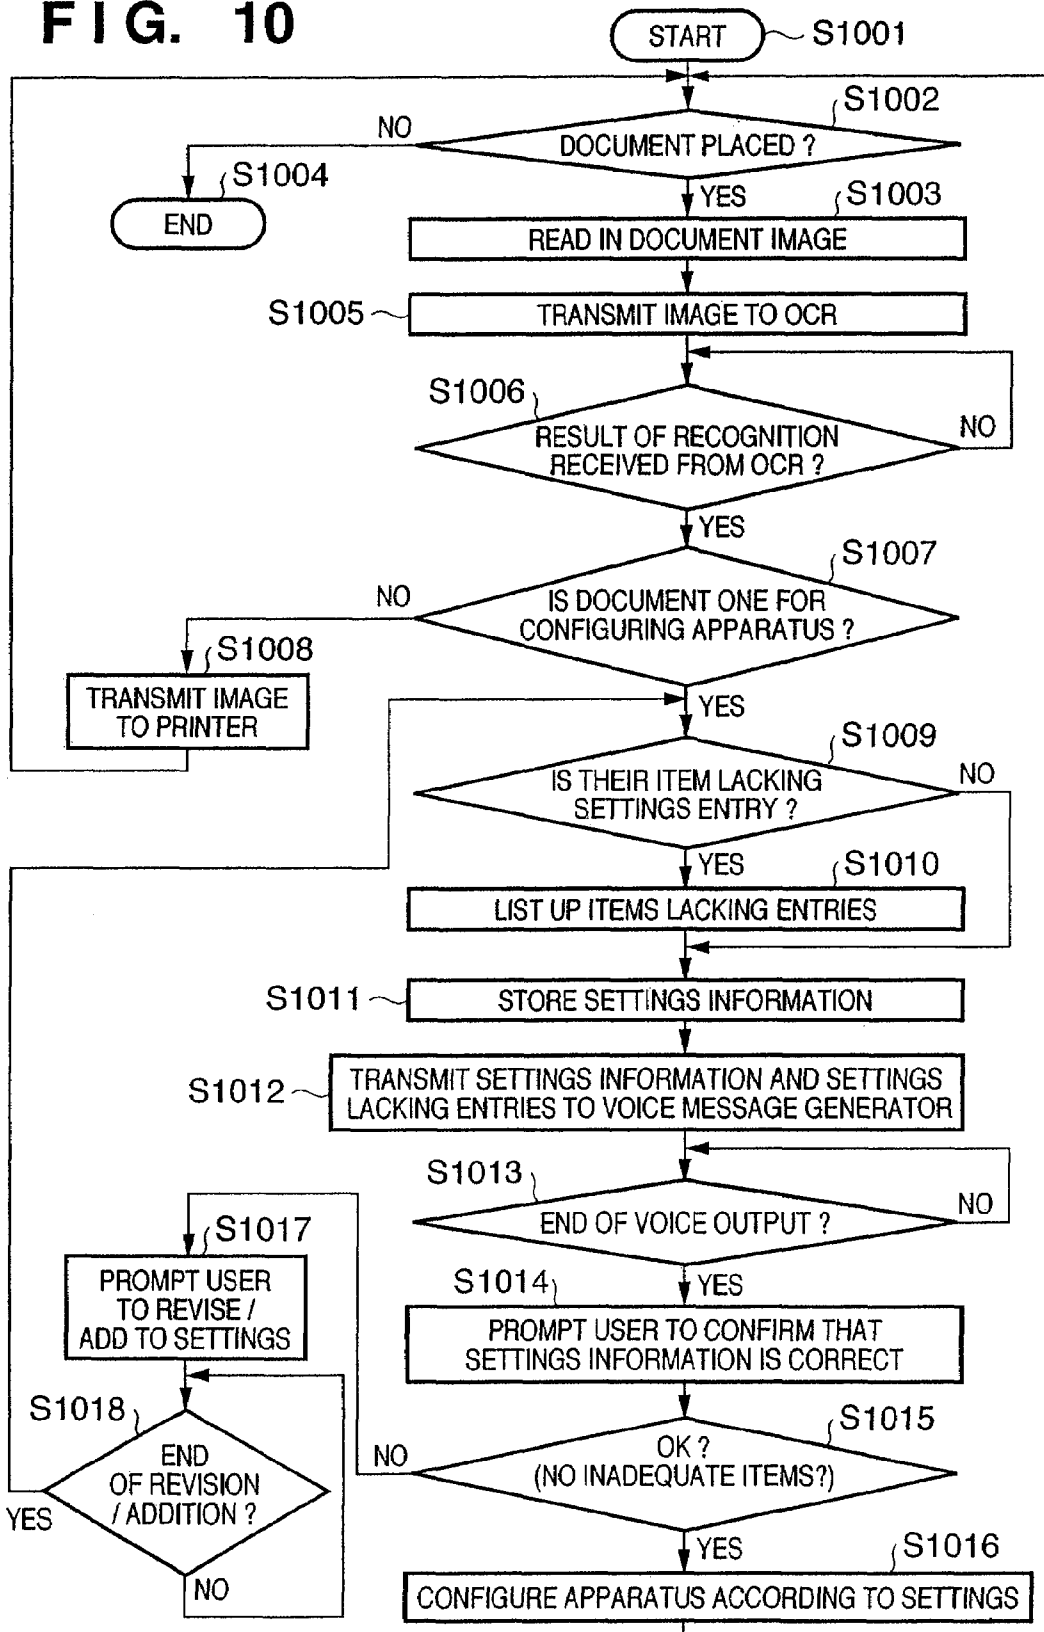 FIG. 10
START
S1001
S1002
DOCUMENT PLACED ?
NO
S1004
END
YES
S1003
READ IN DOCUMENT IMAGE
S1005
TRANSMIT IMAGE TO OCR
S1006
RESULT OF RECOGNITION
RECEIVED FROM OCR ?
NO
YES
S1007
IS DOCUMENT ONE FOR
CONFIGURING APPARATUS ?
NO
S1008
TRANSMIT IMAGE
TO PRINTER
YES
S1009
IS THEIR ITEM LACKING
SETTINGS ENTRY ?
NO
YES
S1010
LIST UP ITEMS LACKING ENTRIES
S1011
STORE SETTINGS INFORMATION
S1012
TRANSMIT SETTINGS INFORMATION AND SETTINGS
LACKING ENTRIES TO VOICE MESSAGE GENERATOR
S1013
END OF VOICE OUTPUT ?
NO
YES
S1014
PROMPT USER TO CONFIRM THAT
SETTINGS INFORMATION IS CORRECT
S1015
OK ?
(NO INADEQUATE ITEMS?)
NO
S1017
PROMPT USER
TO REVISE /
ADD TO SETTINGS
S1018
END
OF REVISION
/ ADDITION ?
YES
NO
YES
S1016
CONFIGURE APPARATUS ACCORDING TO SETTINGS